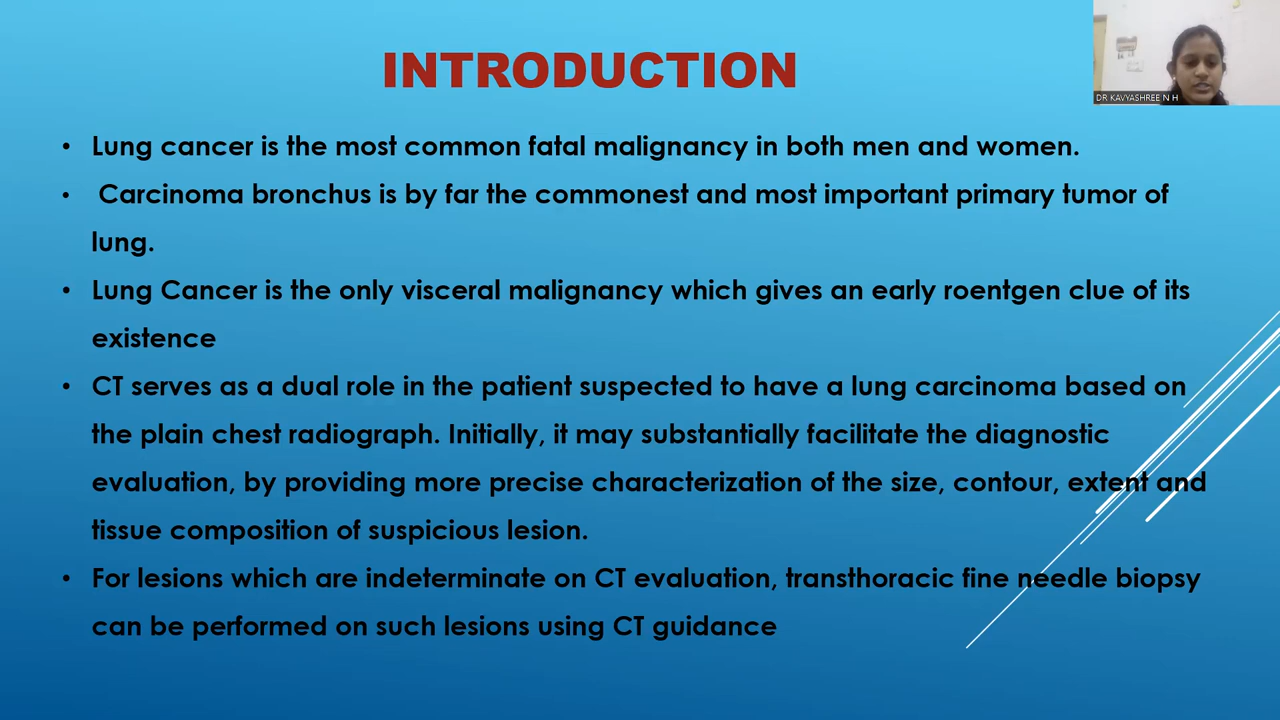 INTRODUCTION
DR KAVYASHREE N H
• Lung cancer is the most common fatal malignancy in both men and women.
• Carcinoma bronchus is by far the commonest and most important primary tumor of
lung.
• Lung Cancer is the only visceral malignancy which gives an early roentgen clue of its
existence
• CT serves as a dual role in the patient suspected to have a lung carcinoma based on
the plain chest radiograph. Initially, it may substantially facilitate the diagnostic
evaluation, by providing more precise characterization of the size, contour, extent and
tissue composition of suspicious lesion.
• For lesions which are indeterminate on CT evaluation, transthoracic fine needle biopsy
can be performed on such lesions using CT guidance